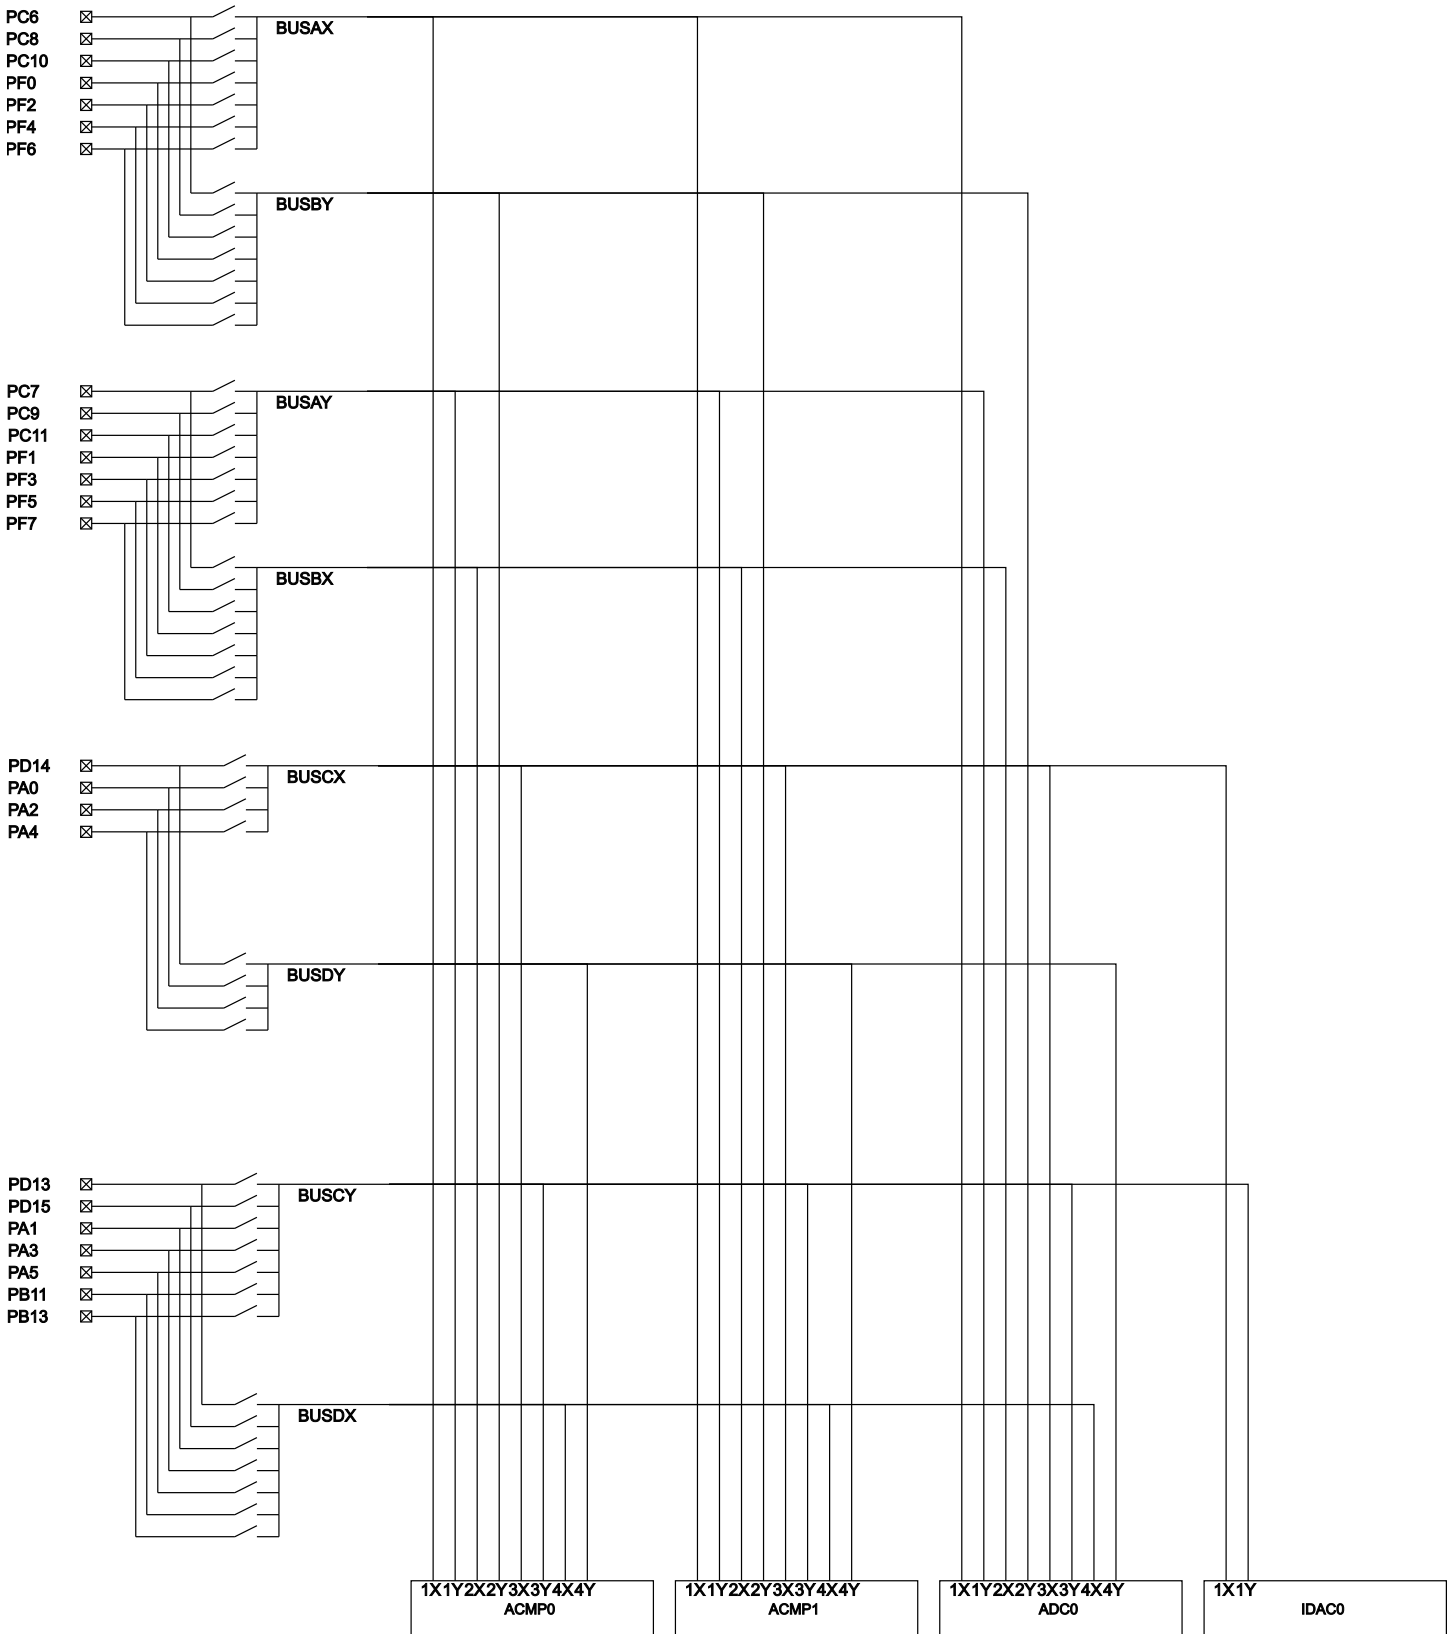 PC6
BUSAX
PC8
PC10
PF0
PF2
PF4
PF6
BUSBY
PC7
BUSAY
PC9
PC11
PF1
PF3
PF5
PF7
BUSBX
PD14
BUSCX
PA0
PA2
PA4
BUSDY
PD13
BUSCY
PD15
PA1
PA3
PA5
PB11
PB13
BUSDX
1X1Y2X2Y3X3Y4X4Y
ACMP0
1X1Y2X2Y3X3Y4X4Y
ACMP1
1X1Y2X2Y3X3Y4X4Y
ADC0
1X1Y
IDAC0